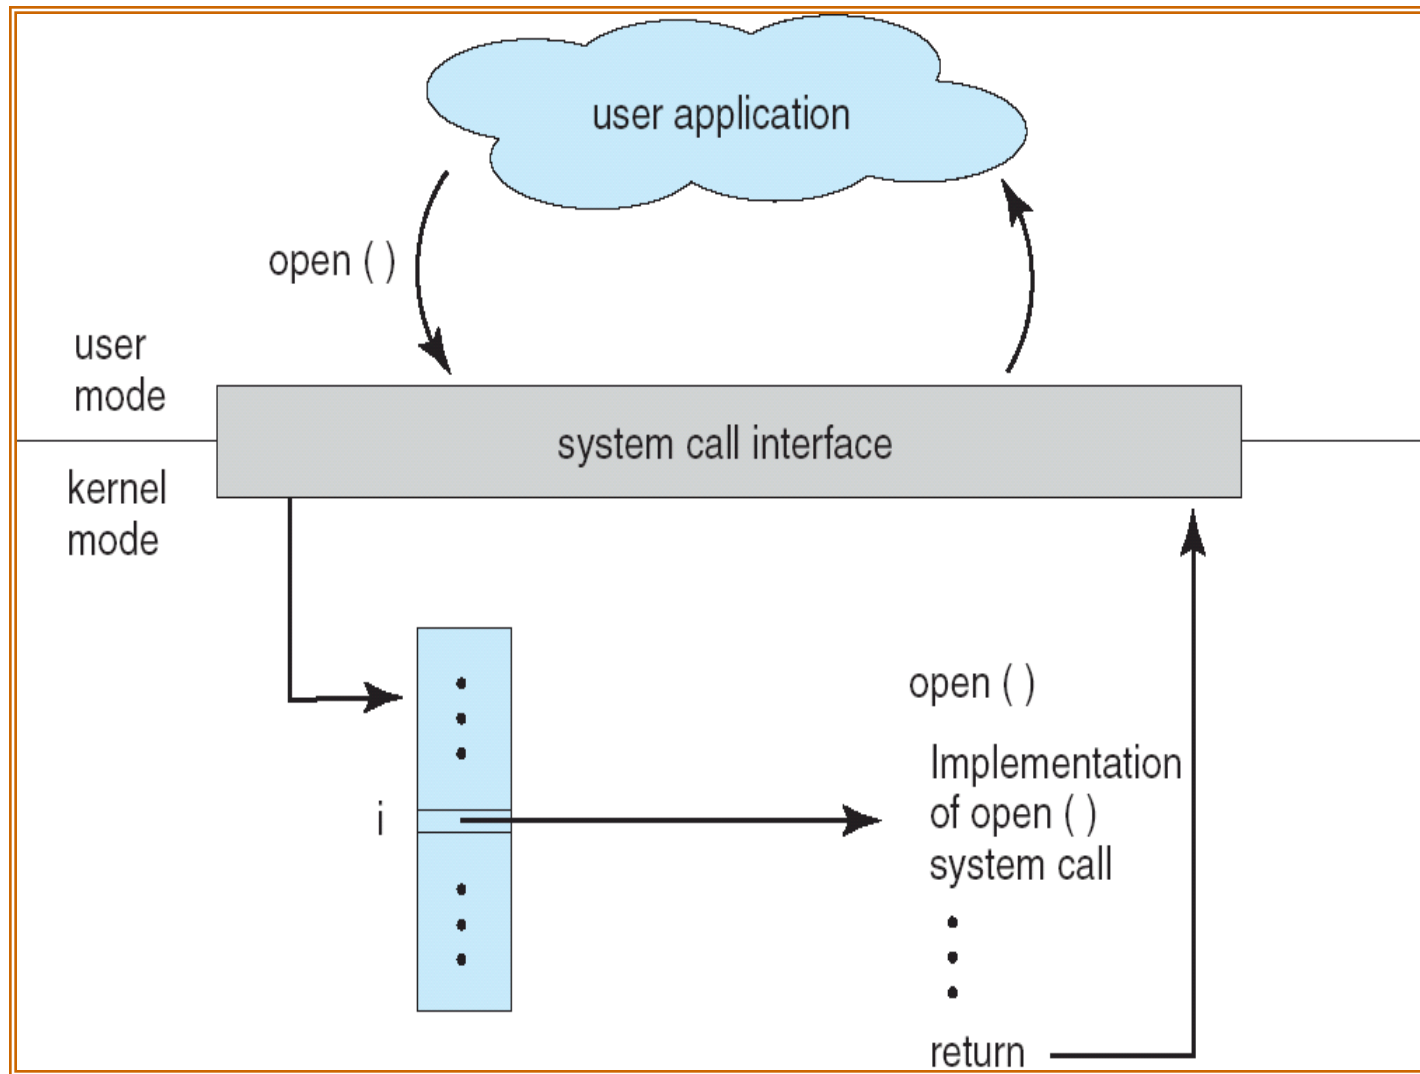 user application
open ( )
user
mode
system call interface
kernel
mode
open ( )
Implementation
of open ( )
system call
i
return